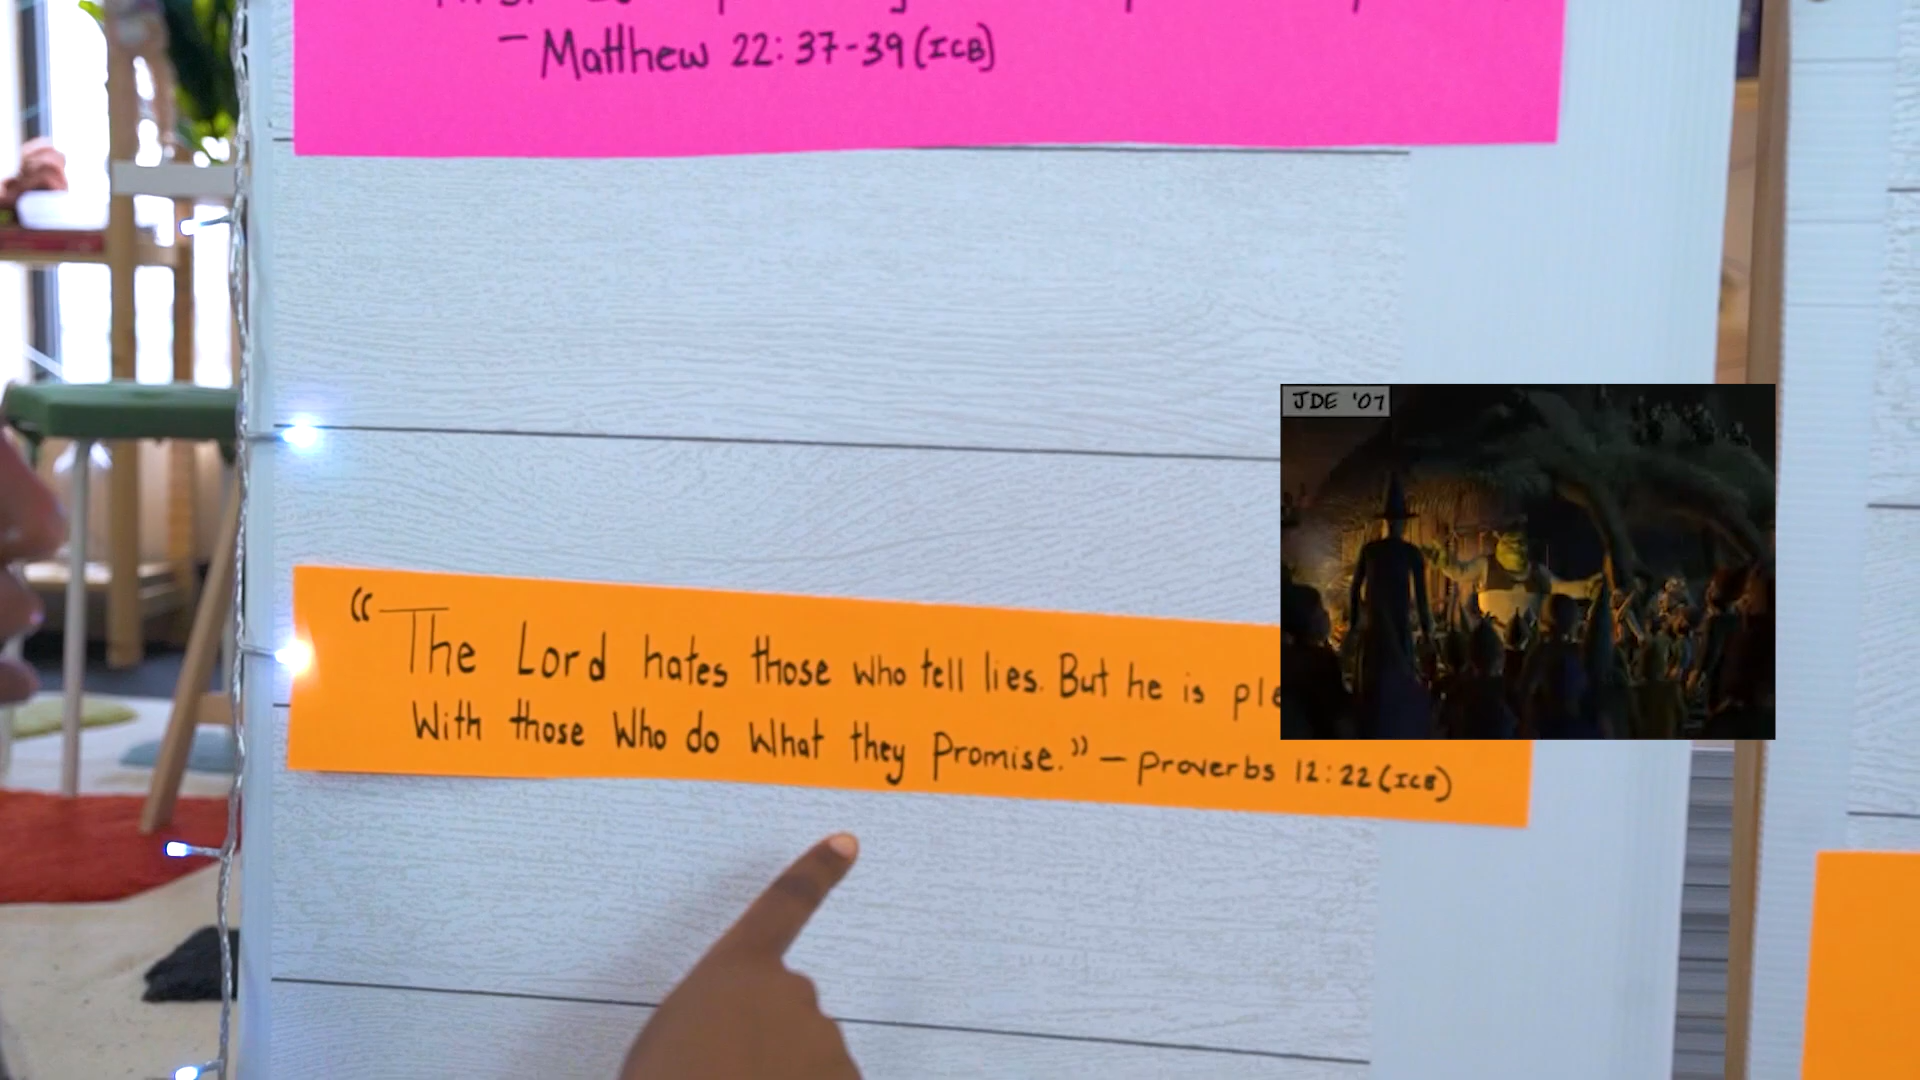 – Matthew 22:37-39 (ICB)
JDE '07
“The Lord hates those who tell lies. But he is
With those Who do What they Promise.” – Proverbs 12:22 (ICB)